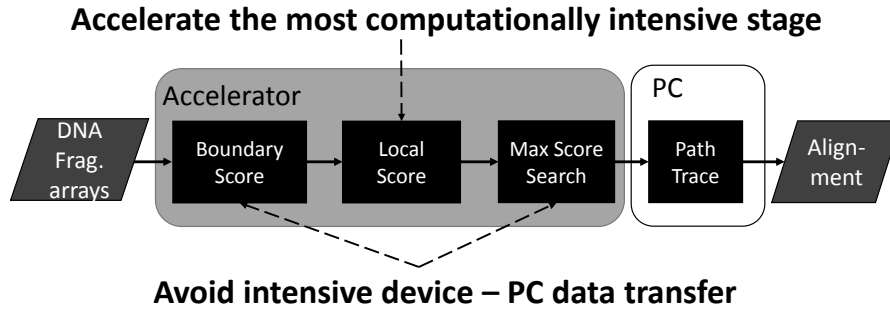 Accelerate the most computationally intensive stage
Accelerator
PC
DNA
Frag.
arrays
Boundary
Score
Local
Score
Max Score
Search
Path
Trace
Align-
ment
Avoid intensive device – PC data transfer